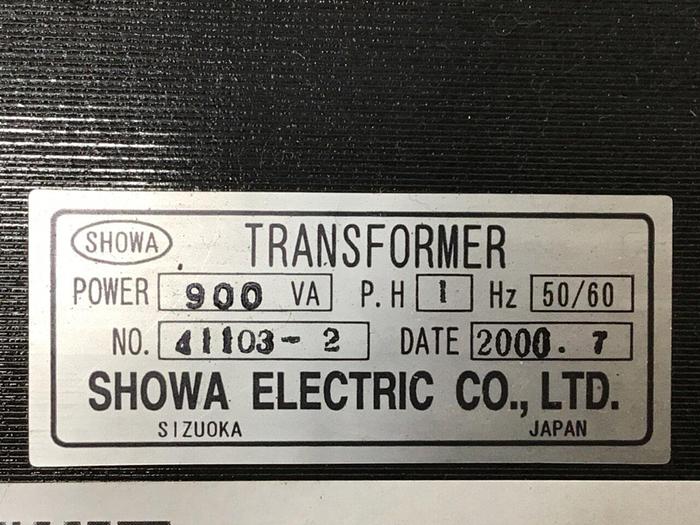 SHOWA TRANSFORMER
POWER 900 VA P.H 1 Hz 50/60
NO. 41103-2 DATE 2000.7
SHOWA ELECTRIC CO., LTD.
SIZUOKA JAPAN